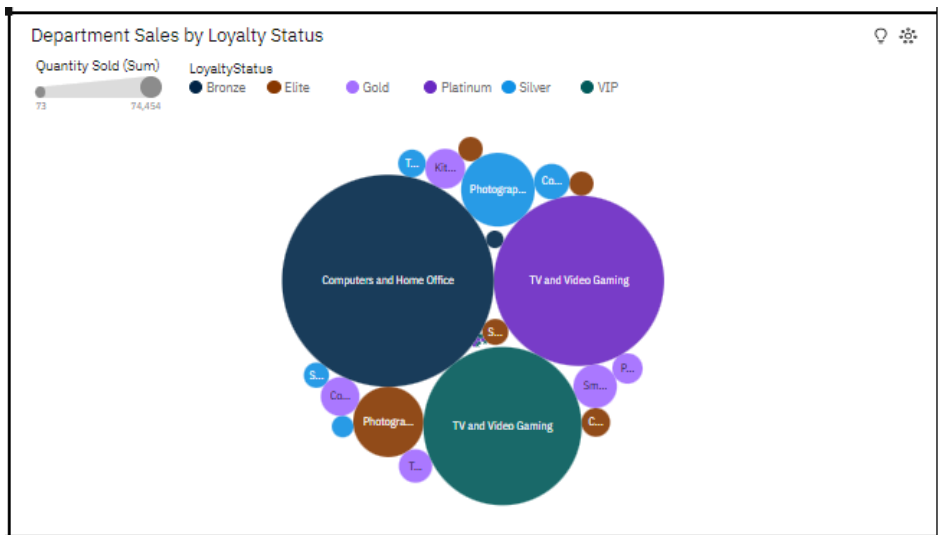 Department Sales by Loyalty Status
Quantity Sold (Sum)
73
74,454
LoyaltyStatus
Bronze
Elite
Gold
Platinum
Silver
VIP
T...
Kit...
Photograp...
Co...
Computers and Home Office
TV and Video Gaming
S...
S...
P...
Sm...
Co...
Photogra...
TV and Video Gaming
C...
T...